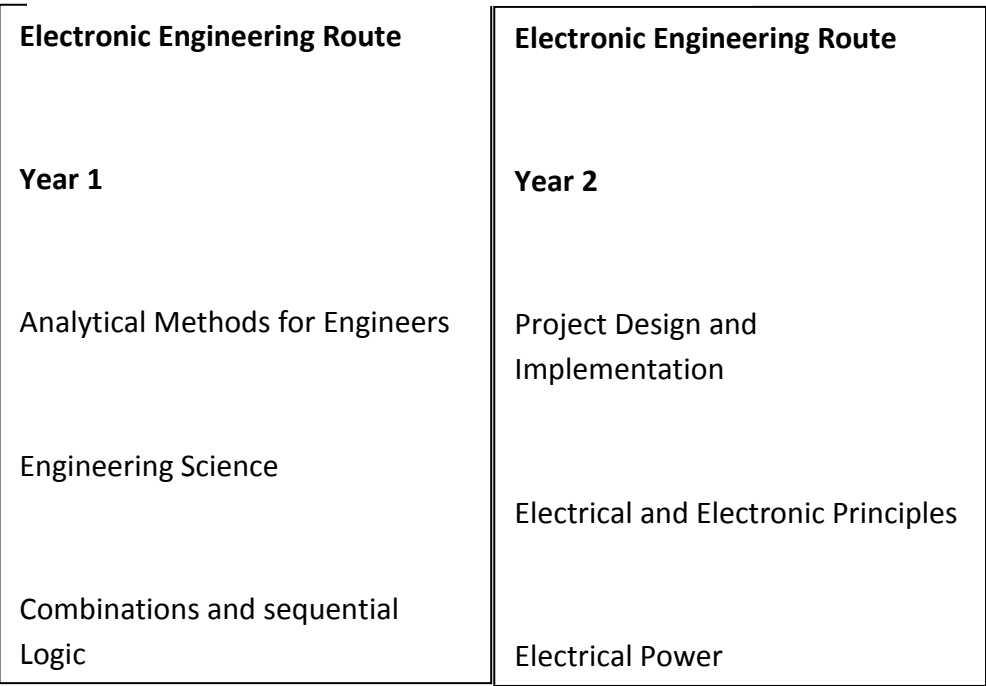 Electronic Engineering Route
Year 1
Analytical Methods for Engineers
Engineering Science
Combinations and sequential
Logic
Electronic Engineering Route
Year 2
Project Design and
Implementation
Electrical and Electronic Principles
Electrical Power